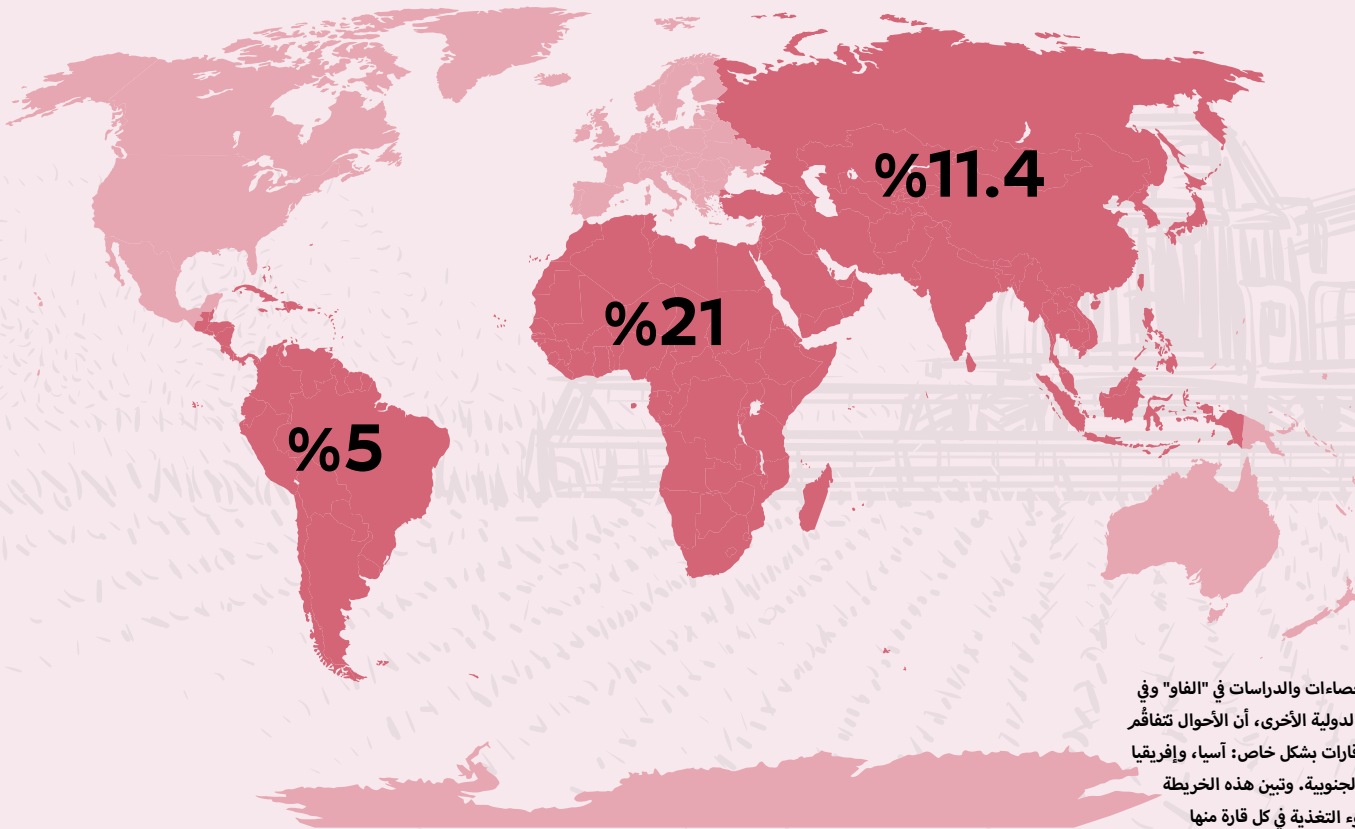 %11.4
%21
%5
والدراسات في "الفاو" وفي
الأخرى، أن الأحوال تتفاقُم
بشكل خاص: آسيا، وإفريقيا
وتبين هذه الخريطة
التغذية في كل قارة منها